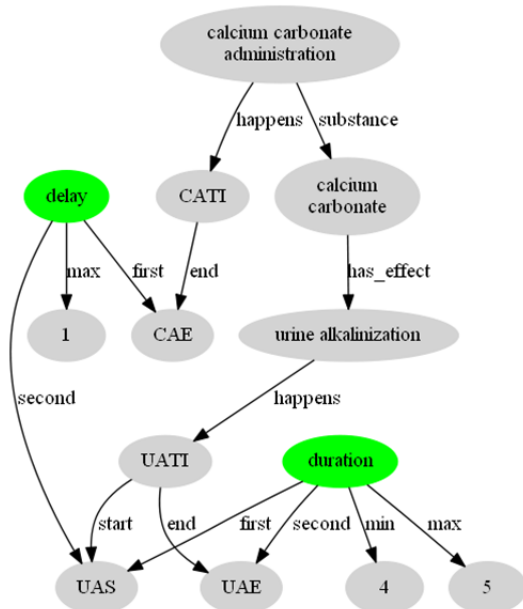 calcium carbonate
administration
happens
substance
delay
CATI
calcium
carbonate
max
first
end
has_effect
1
CAE
urine alkalinization
second
happens
UATI
duration
start
end
first
second
min
max
UAS
UAE
4
5